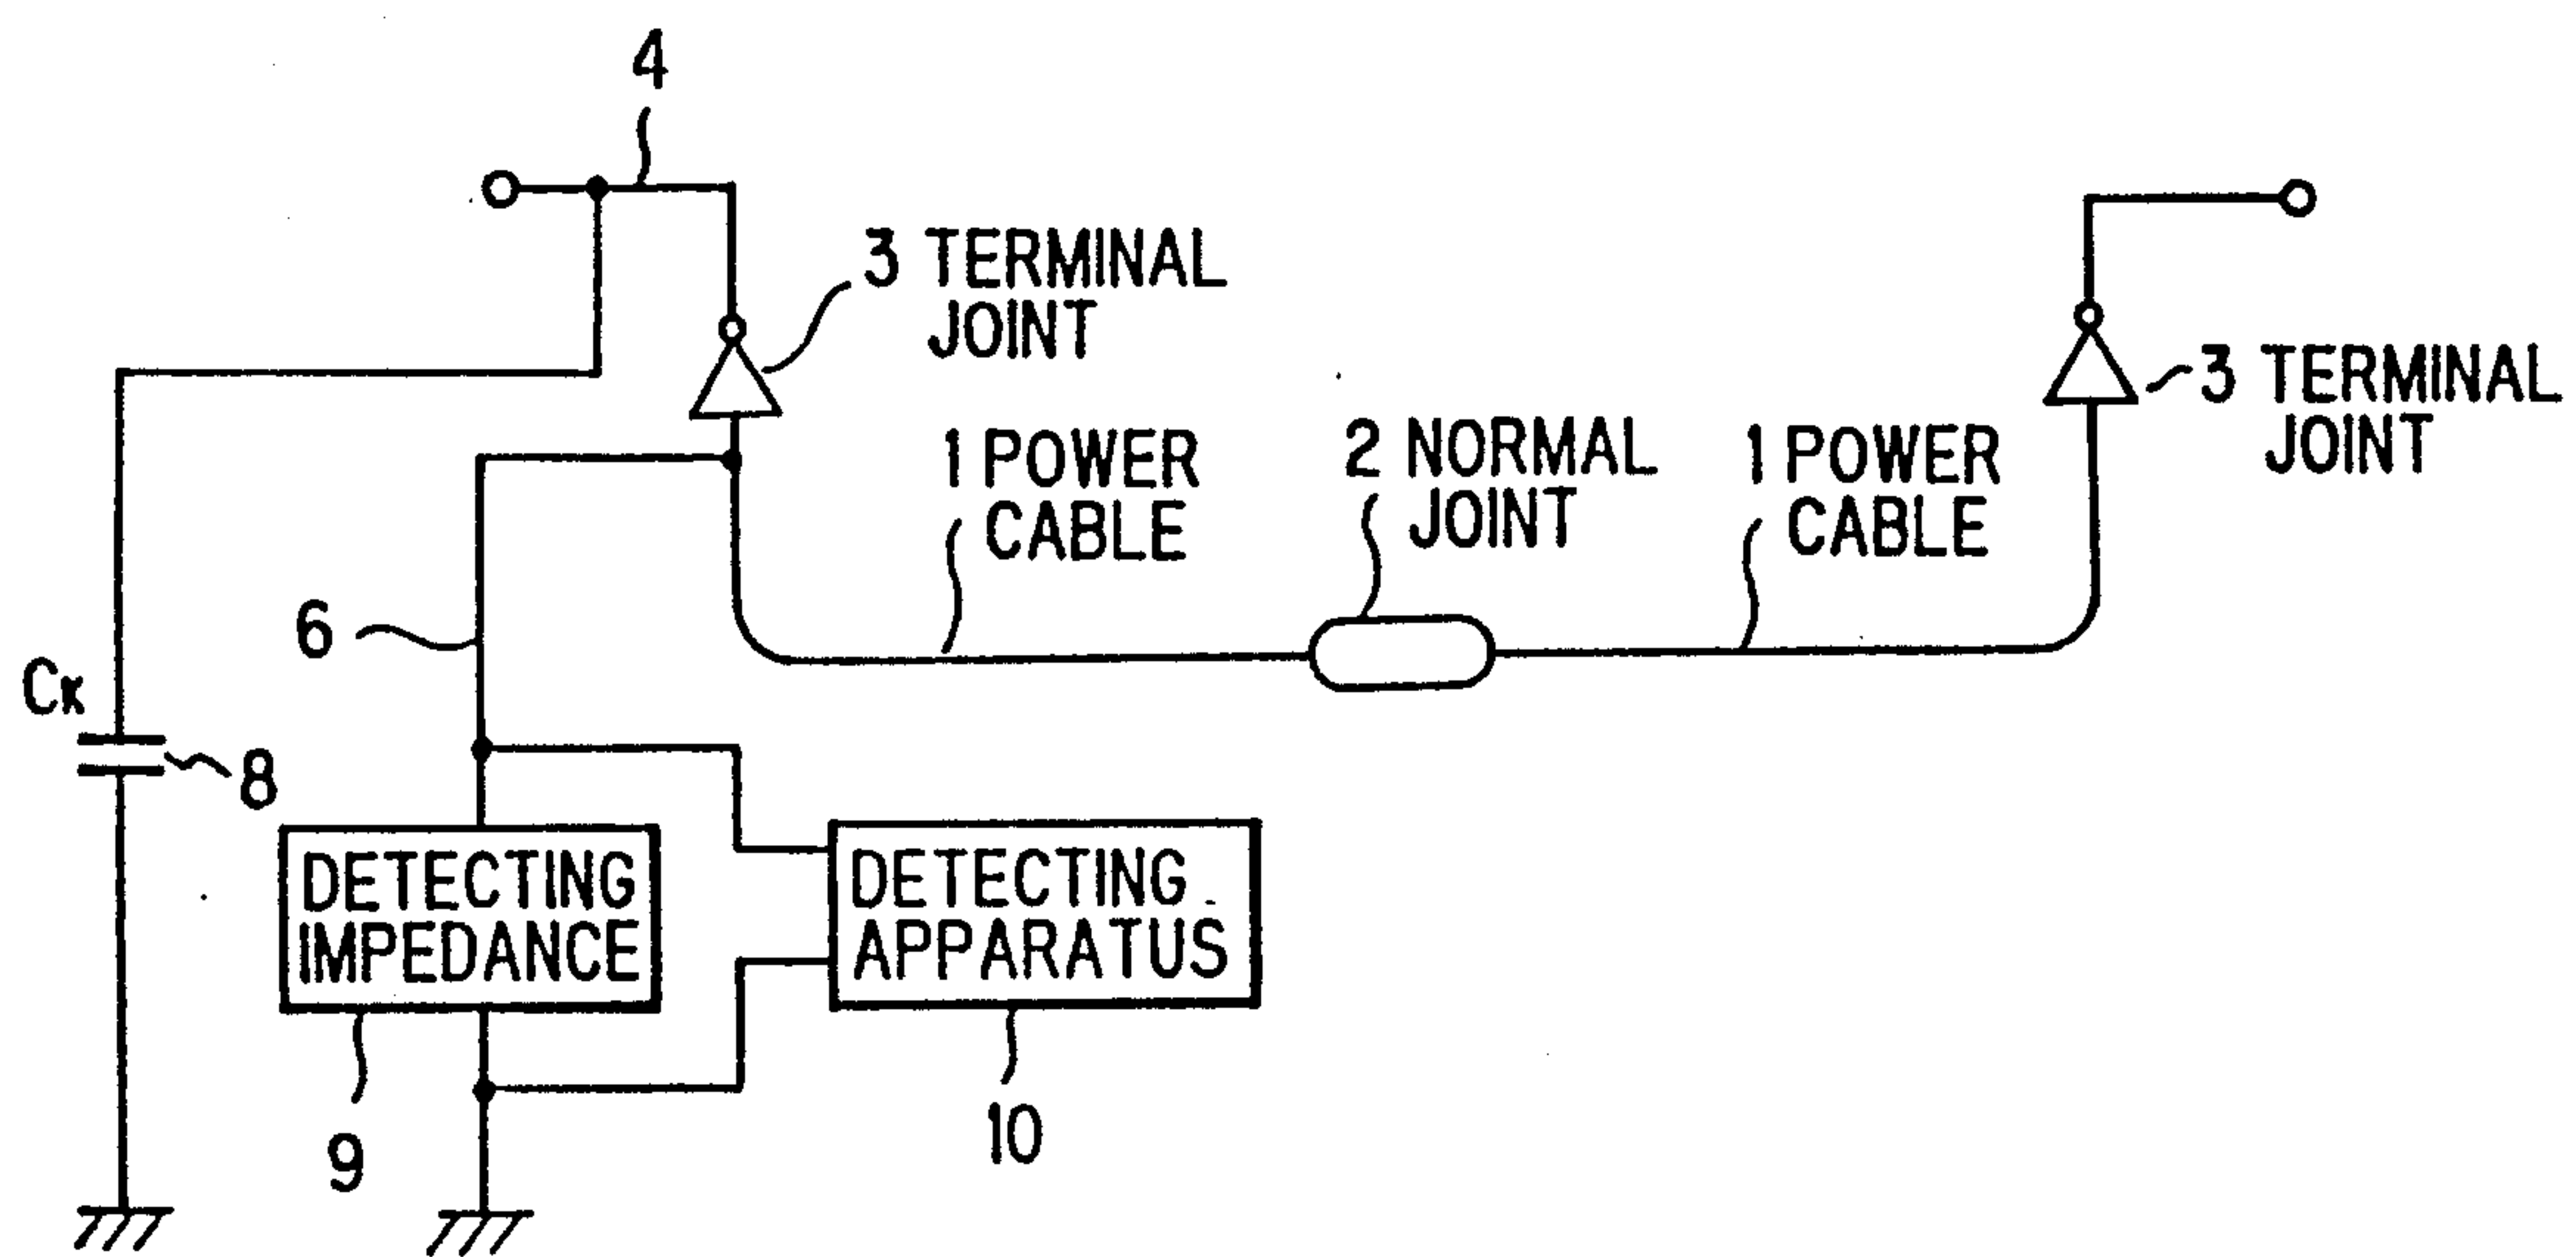 4
3 TERMINAL
JOINT
3 TERMINAL
JOINT
1 POWER
CABLE
2 NORMAL
JOINT
1 POWER
CABLE
6
CK
8
DETECTING
IMPEDANCE
DETECTING
APPARATUS
9
10